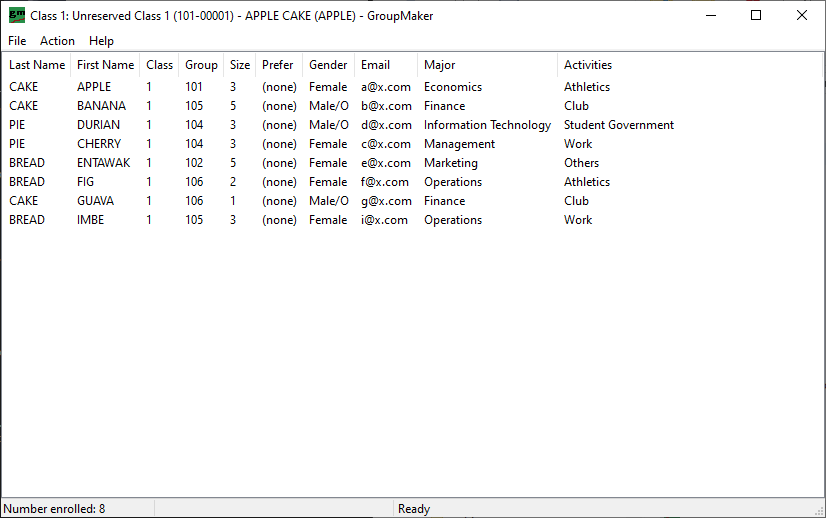 gm Class 1: Unreserved Class 1 (101-00001) - APPLE CAKE (APPLE) - GroupMaker
File Action Help
Last Name First Name Class Group Size Prefer Gender Email Major Activities
CAKE APPLE 1 101 3 (none) Female a@x.com Economics Athletics
CAKE BANANA 1 105 5 (none) Male/O b@x.com Finance Club
PIE DURIAN 1 104 3 (none) Male/O d@x.com Information Technology Student Government
PIE CHERRY 1 104 3 (none) Female c@x.com Management Work
BREAD ENTAWAK 1 102 5 (none) Female e@x.com Marketing Others
BREAD FIG 1 106 2 (none) Female f@x.com Operations Athletics
CAKE GUAVA 1 106 1 (none) Male/O g@x.com Finance Club
BREAD IMBE 1 105 3 (none) Female i@x.com Operations Work
Number enrolled: 8 Ready